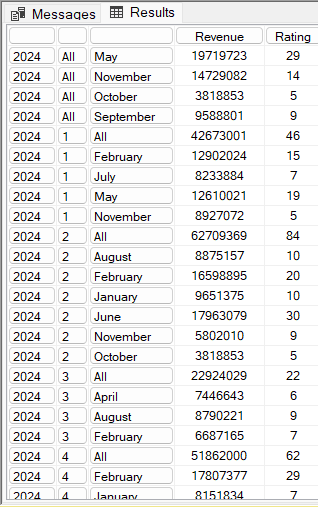 Messages Results
Revenue Rating
2024 All May 19719723 29
2024 All November 14729082 14
2024 All October 3818853 5
2024 All September 9588801 9
2024 1 All 42673001 46
2024 1 February 12902024 15
2024 1 July 8233884 7
2024 1 May 12610021 19
2024 1 November 8927072 5
2024 2 All 62709369 84
2024 2 August 8875157 10
2024 2 February 16598895 20
2024 2 January 9651375 10
2024 2 June 17963079 30
2024 2 November 5802010 9
2024 2 October 3818853 5
2024 3 All 22924029 22
2024 3 April 7446643 6
2024 3 August 8790221 9
2024 3 February 6687165 7
2024 4 All 51862000 62
2024 4 February 17807377 29
2024 4 January 8151834 7